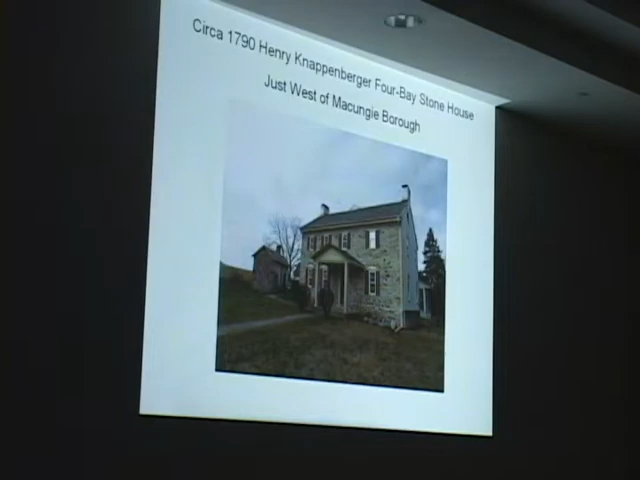 Circa 1790 Henry Knappenberger Four-Bay Stone House
Just West of Macungie Borough